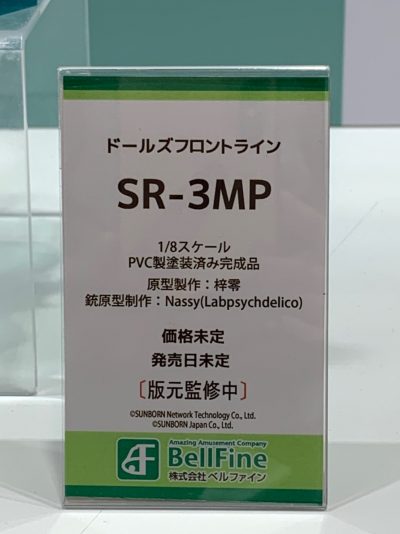 ドールズフロントライン
SR-3MP
1/8スケール
PVC製塗装済み完成品
原型製作：梓零
銃原型制作：Nassy(Labpsychdelico)
価格未定
発売日未定
〔版元監修中〕
©SUNBORN Network Technology Co., Ltd.
©SUNBORN Japan Co., Ltd.
Amazing Amusement Company
BellFine
株式会社ベルファイン